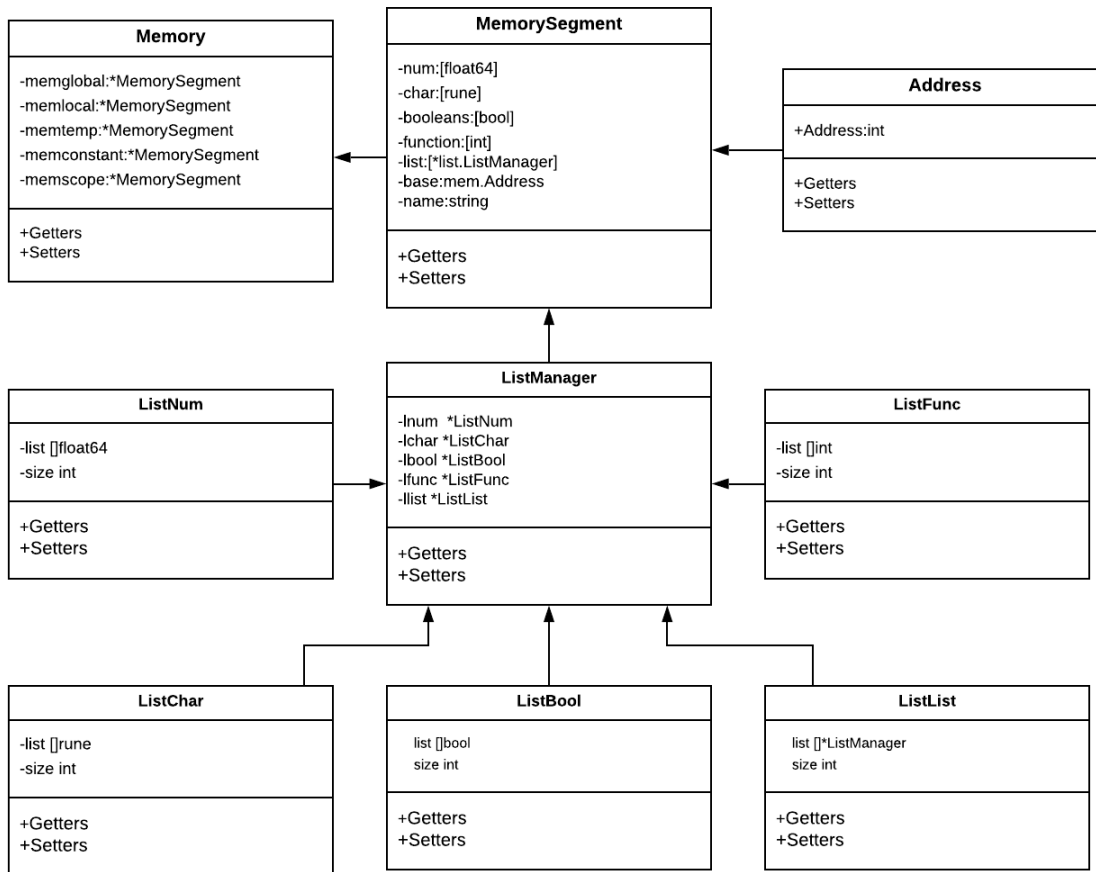 Memory
-memglobal:*MemorySegment
-memlocal:*MemorySegment
-memtemp:*MemorySegment
-memconstant:*MemorySegment
-memscope:*MemorySegment
+Getters
+Setters
MemorySegment
-num:[float64]
-char:[rune]
-booleans:[bool]
-function:[int]
-list:[*list.ListManager]
-base:mem.Address
-name:string
+Getters
+Setters
Address
+Address:int
+Getters
+Setters
ListNum
-list []float64
-size int
+Getters
+Setters
ListManager
-lnum *ListNum
-lchar *ListChar
-lbool *ListBool
-lfunc *ListFunc
-llist *ListList
+Getters
+Setters
ListFunc
-list []int
-size int
+Getters
+Setters
ListChar
-list []rune
-size int
+Getters
+Setters
ListBool
list []bool
size int
+Getters
+Setters
ListList
list []*ListManager
size int
+Getters
+Setters